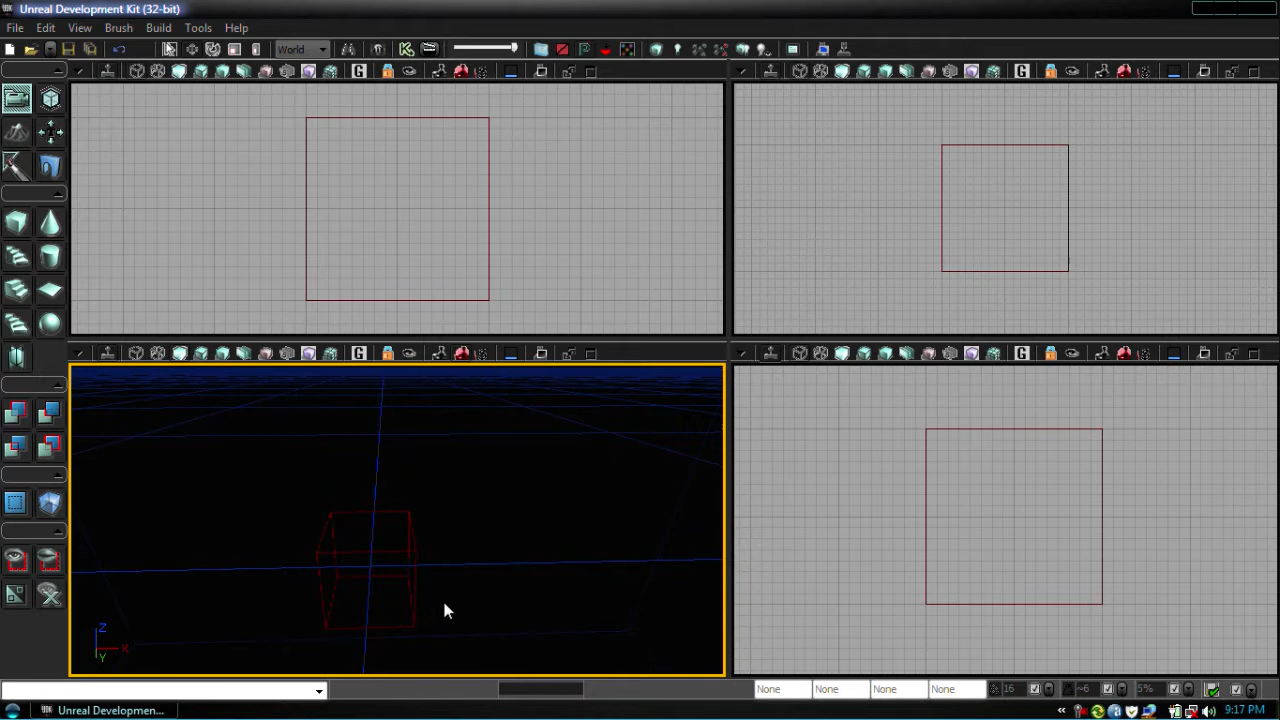 Unreal Development Kit (32-bit)
File Edit View Brush Build Tools Help
World
G G
G G
Z
X
Y
None None None None 16 ~6 5%
Unreal Developmen... « 9:17 PM